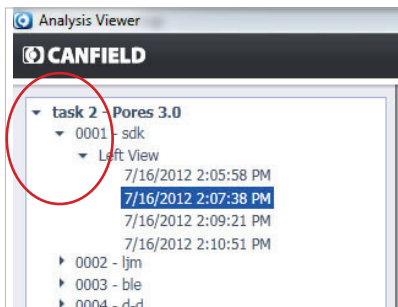 Analysis Viewer
CANFIELD
task 2 - Pores 3.0
0001 - sdk
Left View
7/16/2012 2:05:58 PM
7/16/2012 2:07:38 PM
7/16/2012 2:09:21 PM
7/16/2012 2:10:51 PM
0002 - ljm
0003 - ble
0004 - d-d